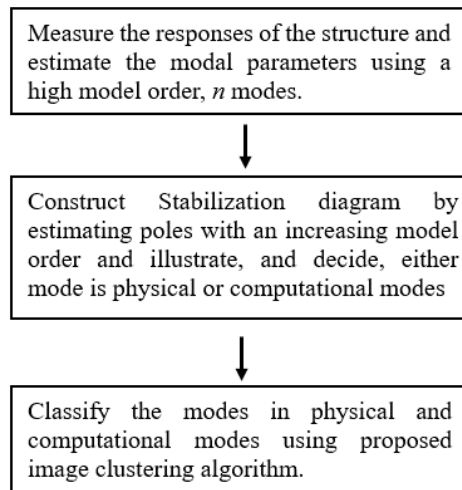 Measure the responses of the structure and
estimate the modal parameters using a
high model order, n modes.
Construct Stabilization diagram by
estimating poles with an increasing model
order and illustrate, and decide, either
mode is physical or computational modes
Classify the modes in physical and
computational modes using proposed
image clustering algorithm.